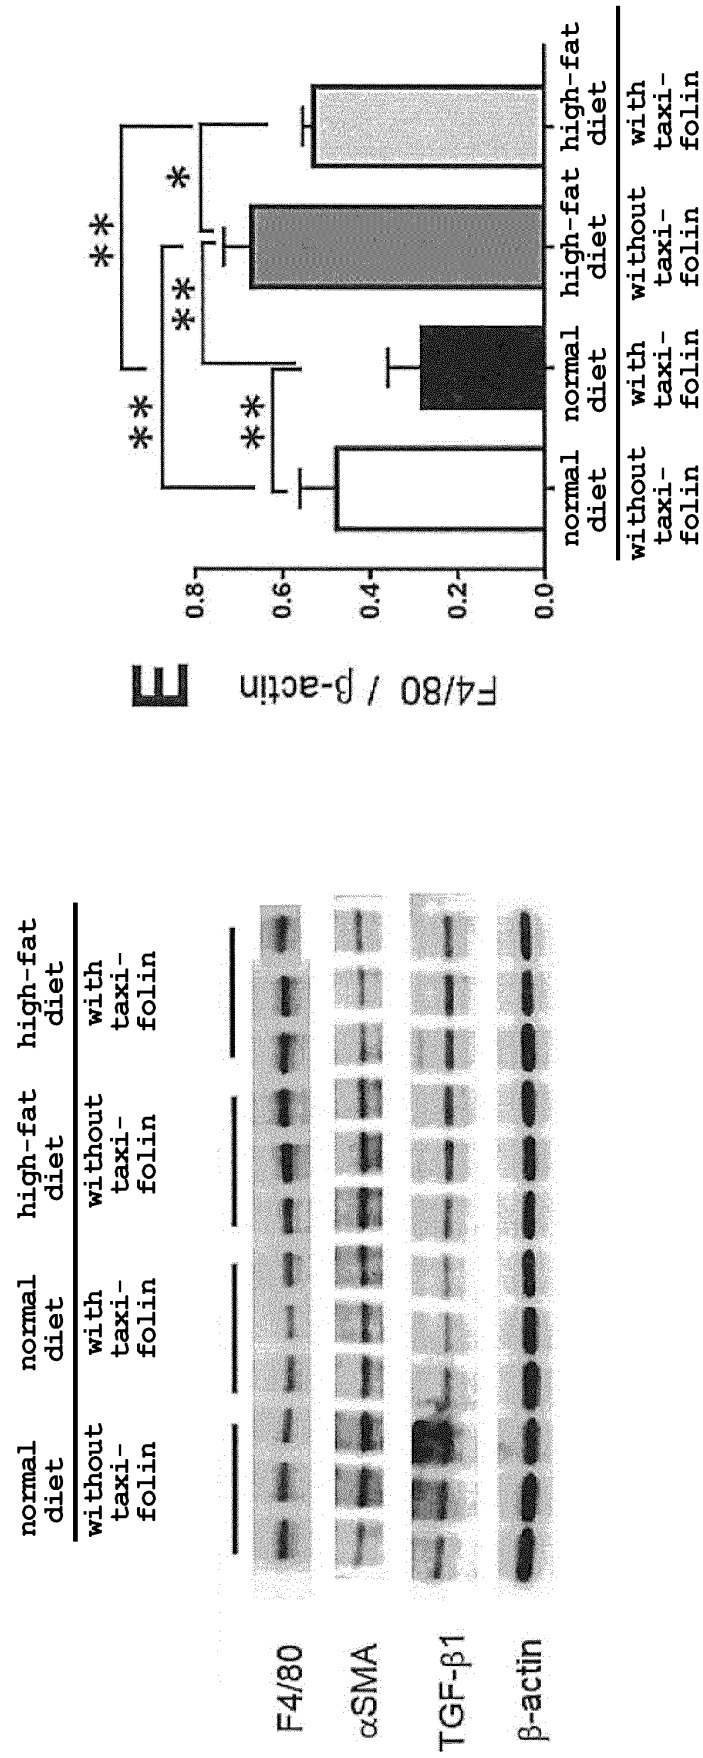 normal
diet
without
taxi-
folin
normal
diet
with
taxi-
folin
high-fat
diet
without
taxi-
folin
high-fat
diet
with
taxi-
folin
F4/80
αSMA
TGF-β1
β-actin
E
F4/80 / β-actin
0.8
0.6
0.4
0.2
0.0
**
**
**
**
*
normal
diet
without
taxi-
folin
normal
diet
with
taxi-
folin
high-fat
diet
without
taxi-
folin
high-fat
diet
with
taxi-
folin